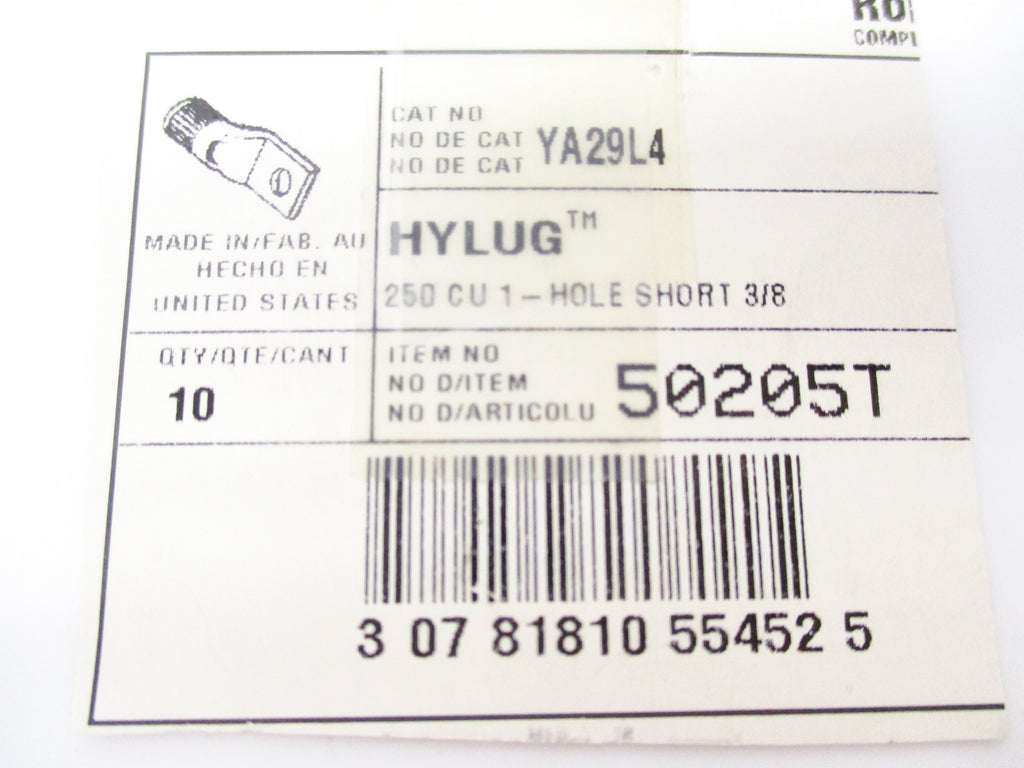 COMPL
CAT NO
NO DE CAT
NO DE CAT
YA29L4
MADE IN/FAB. AU
HECHO EN
UNITED STATES
HYLUG™
250 CU 1-HOLE SHORT 3/8
QTY/QTE/CANT
10
ITEM NO
NO D/ITEM
NO D/ARTICOLU
50205T
3 07 81810 55452 5